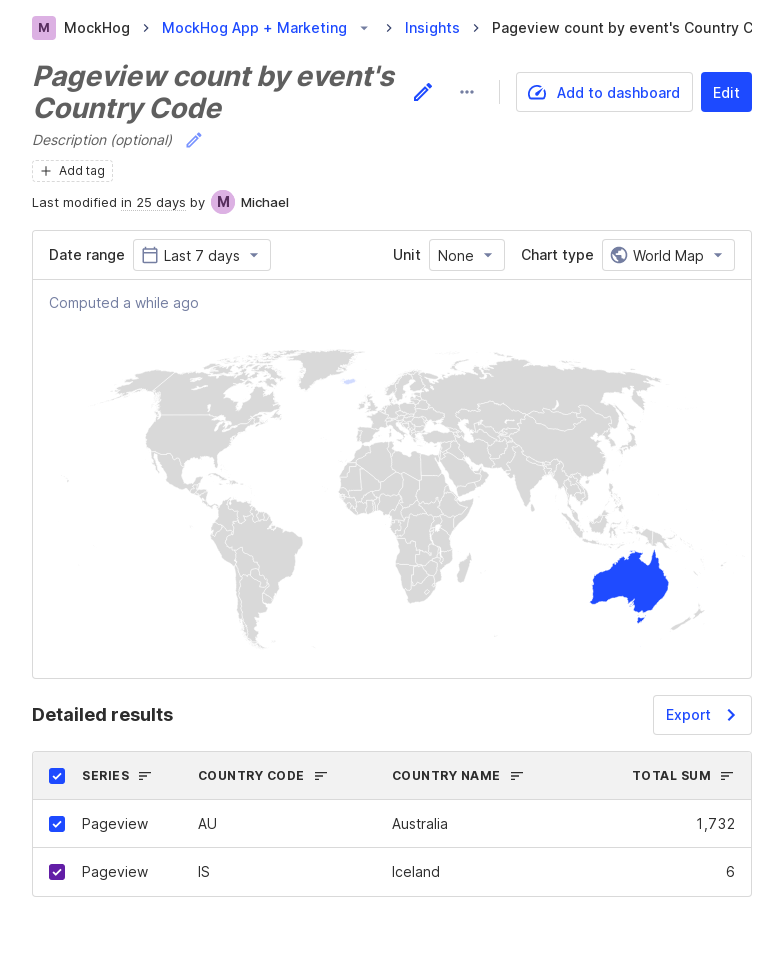 M MockHog > MockHog App + Marketing > Insights > Pageview count by event's Country C
Pageview count by event's
Country Code
Add to dashboard
Edit
Description (optional)
+ Add tag
Last modified in 25 days by M Michael
Date range Last 7 days Unit None Chart type World Map
Computed a while ago
Detailed results
Export >
SERIES COUNTRY CODE COUNTRY NAME TOTAL SUM
Pageview AU Australia 1,732
Pageview IS Iceland 6